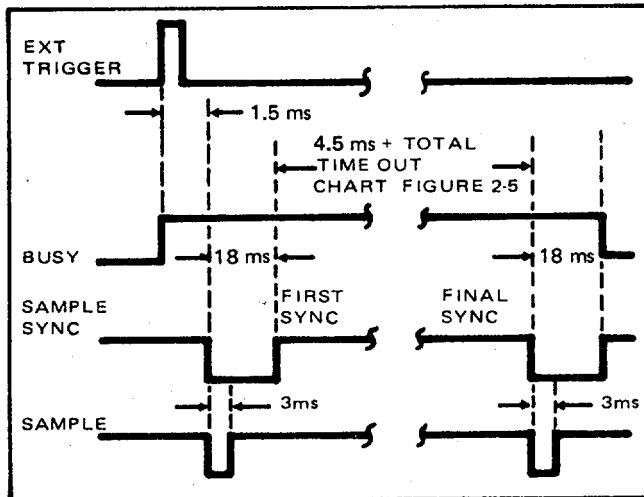 EXT
TRIGGER
1.5 ms
4.5 ms + TOTAL
TIME OUT
CHART FIGURE 2-5
BUSY
18 ms
18 ms
SAMPLE
SYNC
FIRST
SYNC
FINAL
SYNC
3ms
3ms
SAMPLE